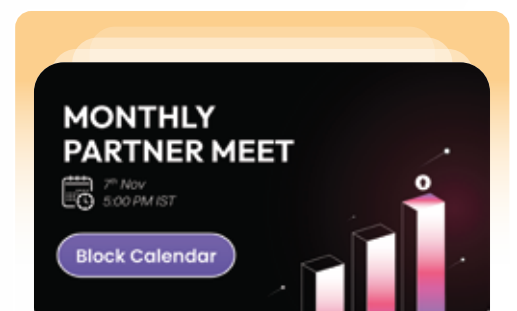 MONTHLY
PARTNER MEET
7th Nov
5:00 PM IST
Block Calendar